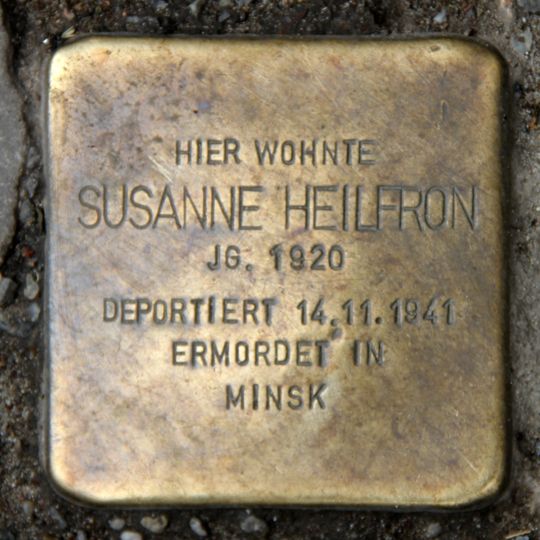 HIER WOHNTE
SUSANNE HEILFRON
JG. 1920
DEPORTIERT 14.11.1941
ERMORDET IN
MINSK